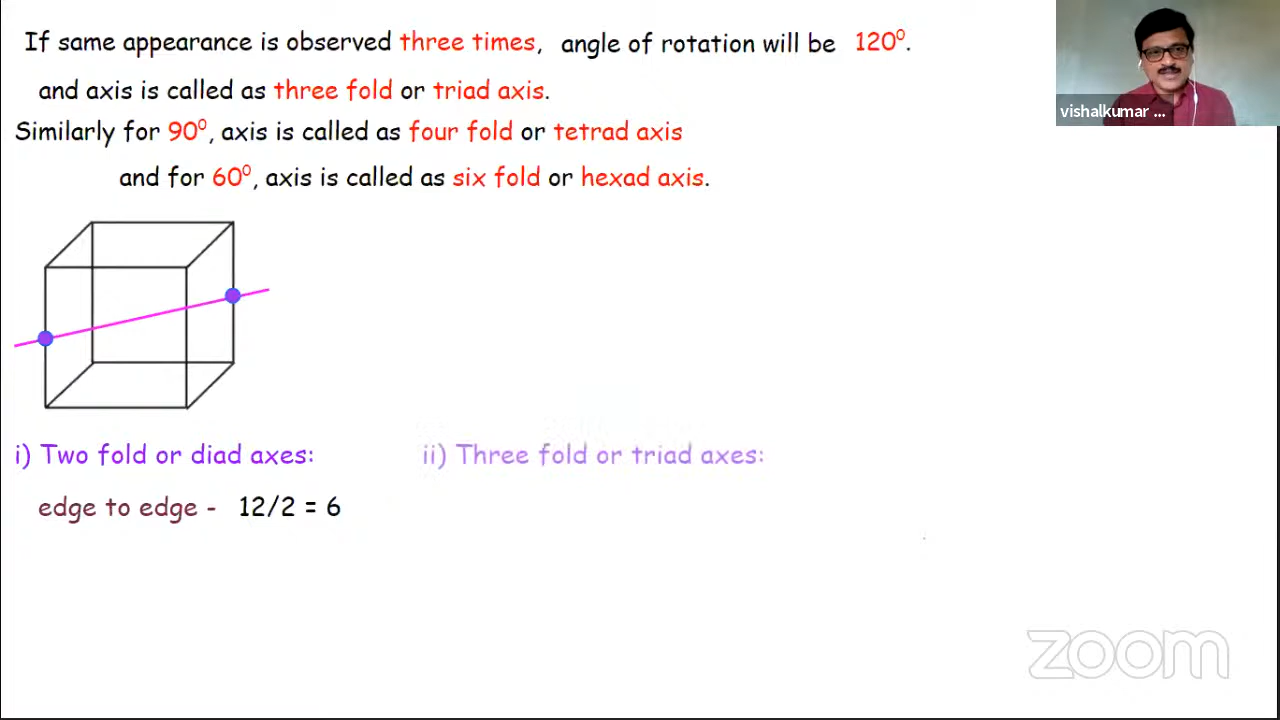 If same appearance is observed three times, angle of rotation will be 120⁰.
and axis is called as three fold or triad axis.
Similarly for 90⁰, axis is called as four fold or tetrad axis
and for 60⁰, axis is called as six fold or hexad axis.
vishalkumar ...
i) Two fold or diad axes:
ii) Three fold or triad axes:
edge to edge - 12/2 = 6
zoom